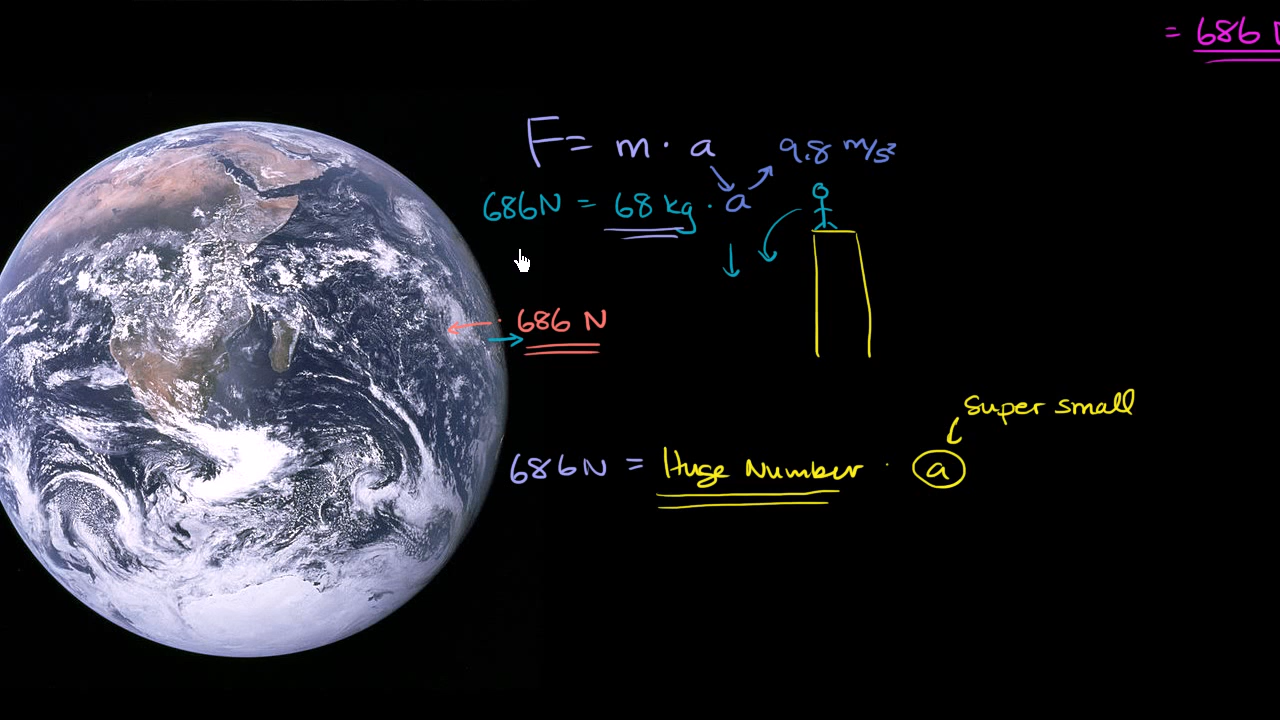 = 686
F = m · a
9.8 m/s²
686N = 68 kg · a
686 N
super small
686N = Huge Number · a